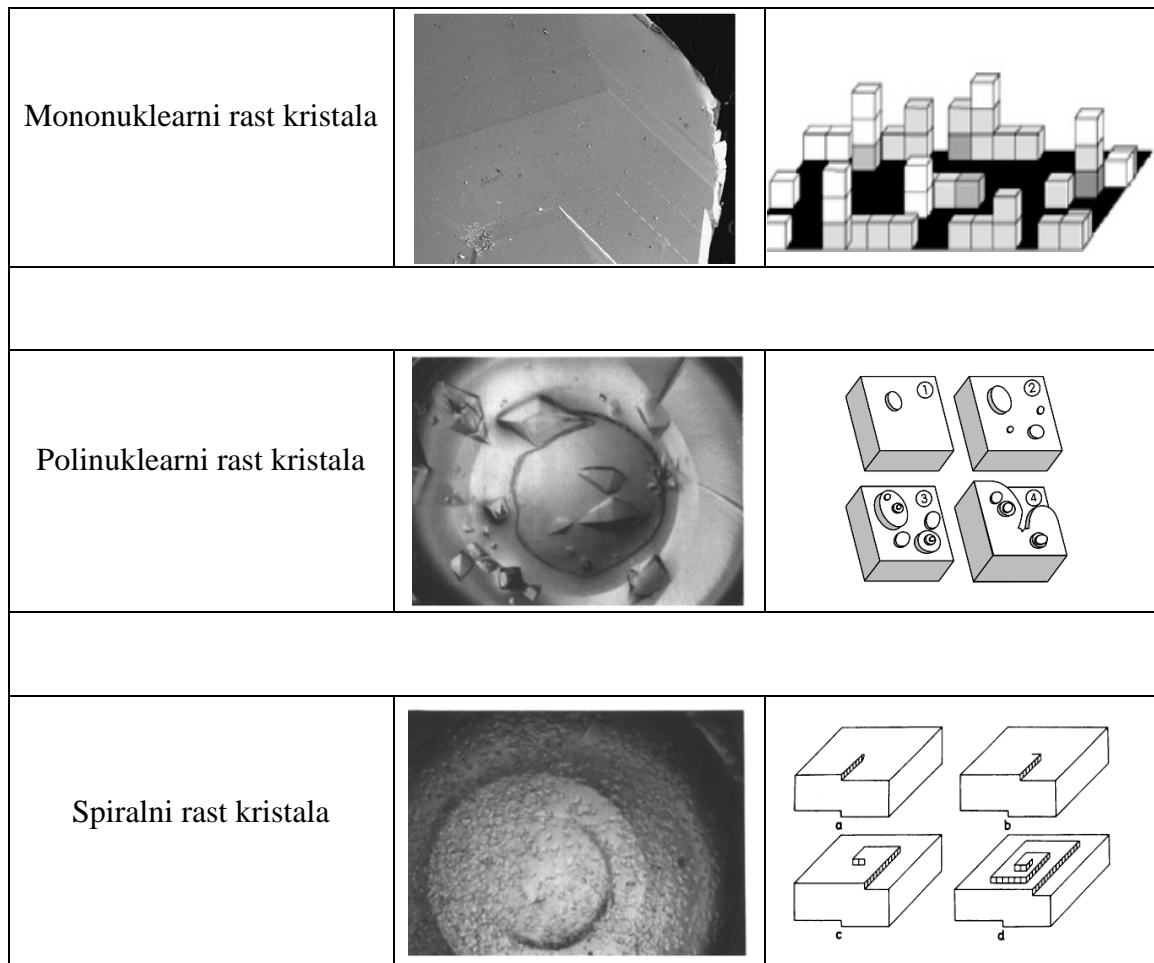 Mononuklearni rast kristala
Polinuklearni rast kristala
1 2
3 4
Spiralni rast kristala
a b
c d